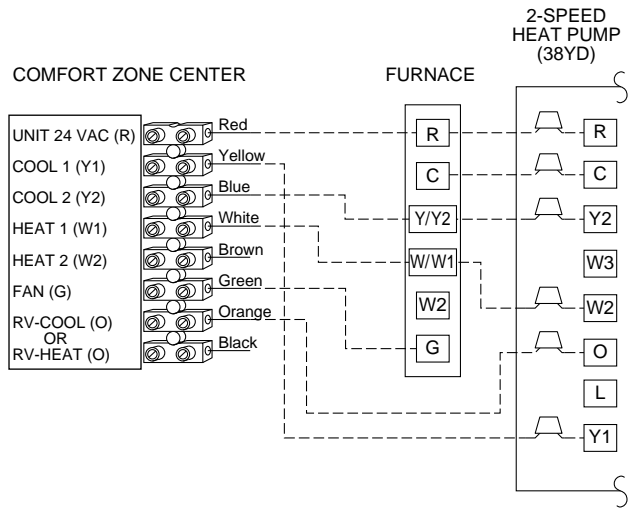 2-SPEED
HEAT PUMP
(38YD)
COMFORT ZONE CENTER
FURNACE
UNIT 24 VAC (R)
COOL 1 (Y1)
COOL 2 (Y2)
HEAT 1 (W1)
HEAT 2 (W2)
FAN (G)
RV-COOL (O)
OR
RV-HEAT (O)
Red
Yellow
Blue
White
Brown
Green
Orange
Black
R
C
Y/Y2
W/W1
W2
G
R
C
Y2
W3
W2
O
L
Y1